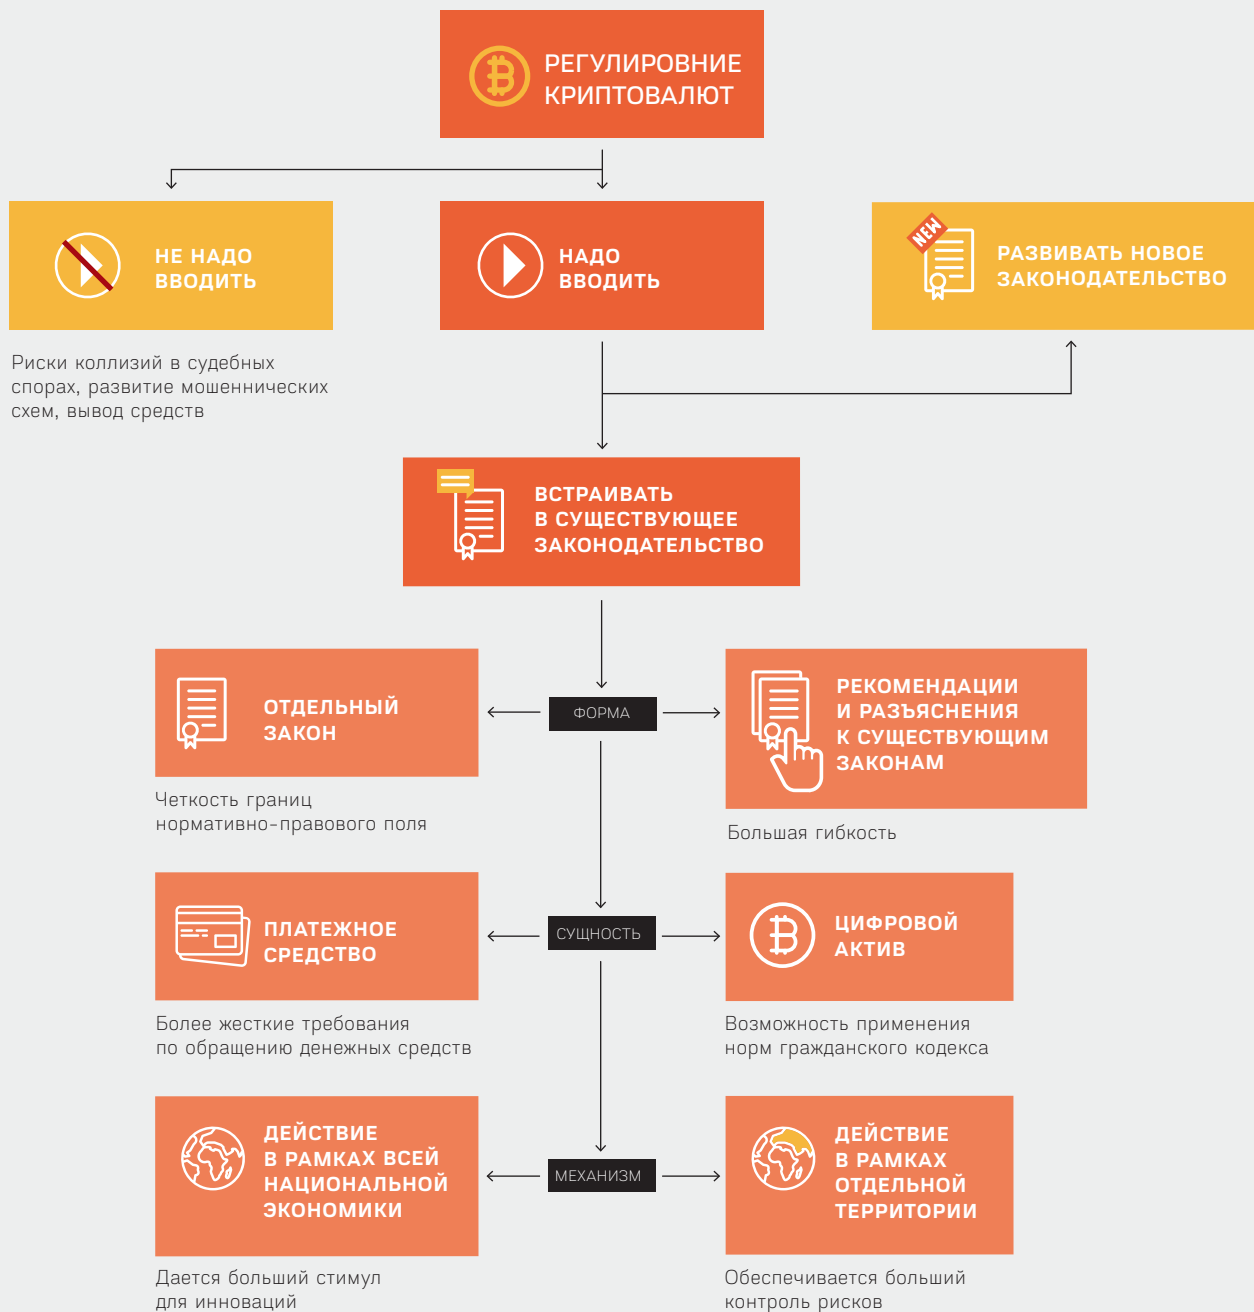 РЕГУЛИРОВНИЕ
КРИПТОВАЛЮТ
НЕ НАДО
ВВОДИТЬ
НАДО
ВВОДИТЬ
NEW
РАЗВИВАТЬ НОВОЕ
ЗАКОНОДАТЕЛЬСТВО
Риски коллизий в судебных
спорах, развитие мошеннических
схем, вывод средств
ВСТРАИВАТЬ
В СУЩЕСТВУЮЩЕЕ
ЗАКОНОДАТЕЛЬСТВО
ОТДЕЛЬНЫЙ
ЗАКОН
ФОРМА
РЕКОМЕНДАЦИИ
И РАЗЪЯСНЕНИЯ
К СУЩЕСТВУЮЩИМ
ЗАКОНАМ
Четкость границ
нормативно-правового поля
Большая гибкость
ПЛАТЕЖНОЕ
СРЕДСТВО
СУЩНОСТЬ
ЦИФРОВОЙ
АКТИВ
Более жесткие требования
по обращению денежных средств
Возможность применения
норм гражданского кодекса
ДЕЙСТВИЕ
В РАМКАХ ВСЕЙ
НАЦИОНАЛЬНОЙ
ЭКОНОМИКИ
МЕХАНИЗМ
ДЕЙСТВИЕ
В РАМКАХ
ОТДЕЛЬНОЙ
ТЕРРИТОРИИ
Дается больший стимул
для инноваций
Обеспечивается больший
контроль рисков